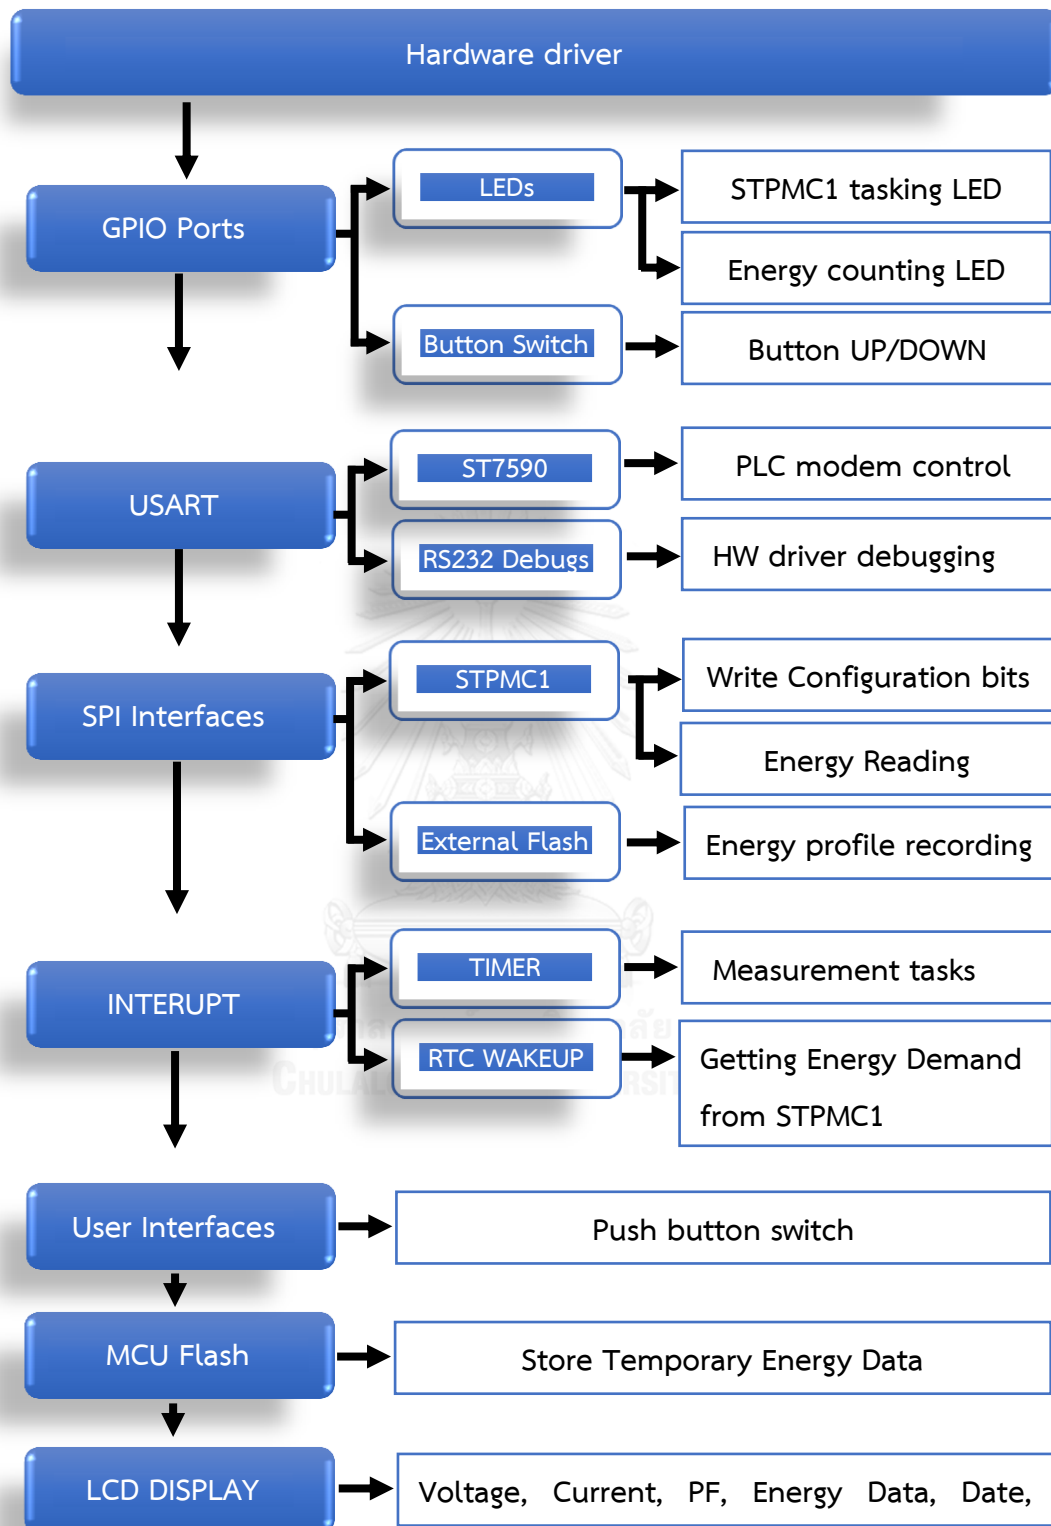 Hardware driver
GPIO Ports
LEDs
STPMC1 tasking LED
Energy counting LED
Button Switch
Button UP/DOWN
USART
ST7590
PLC modem control
RS232 Debugs
HW driver debugging
SPI Interfaces
STPMC1
Write Configuration bits
Energy Reading
External Flash
Energy profile recording
INTERUPT
TIMER
Measurement tasks
RTC WAKEUP
Getting Energy Demand
from STPMC1
User Interfaces
Push button switch
MCU Flash
Store Temporary Energy Data
LCD DISPLAY
Voltage, Current, PF, Energy Data, Date,